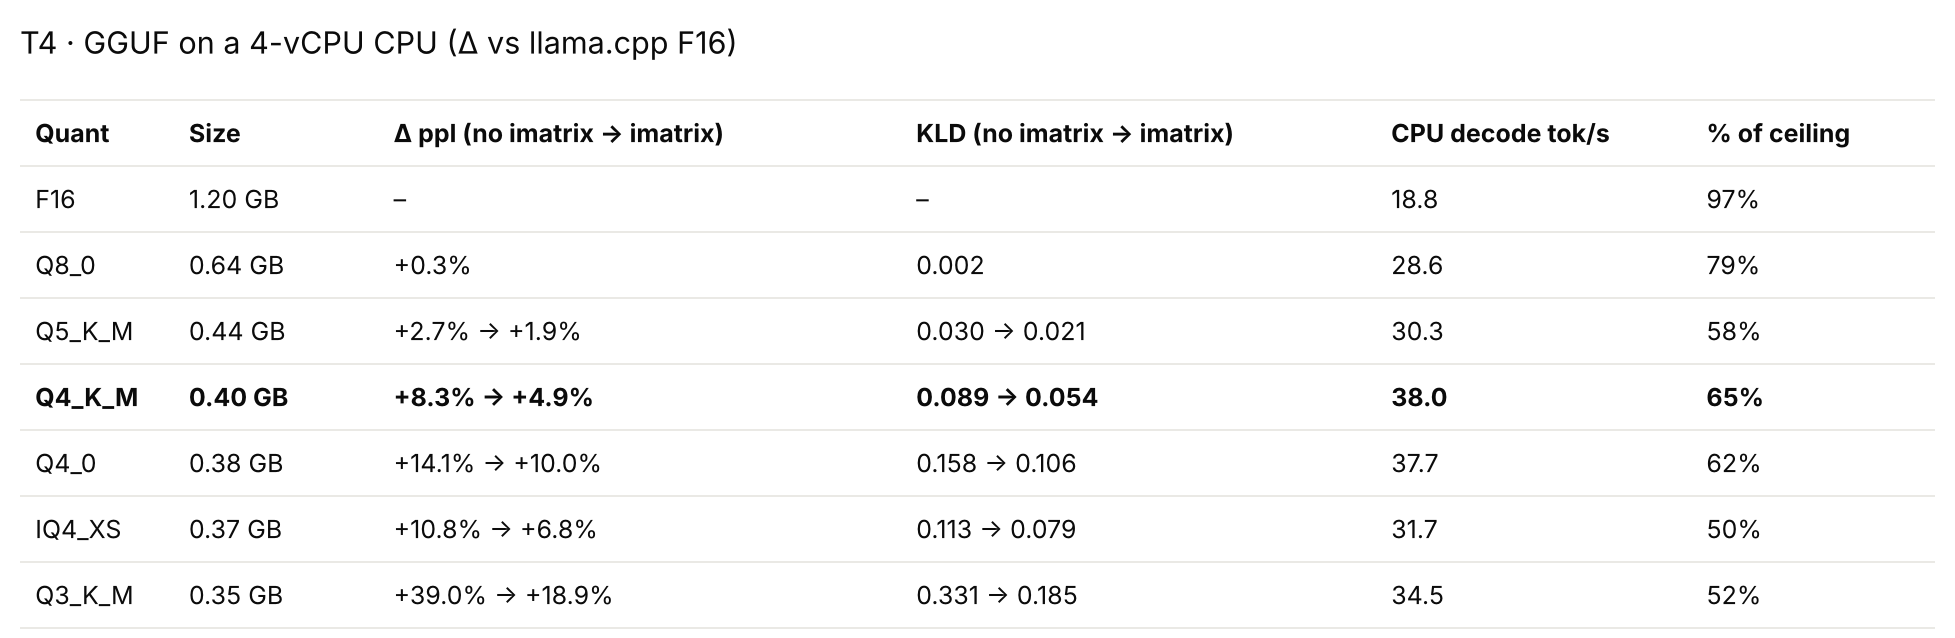 T4 · GGUF on a 4-vCPU CPU (Δ vs llama.cpp F16)
Quant Size Δ ppl (no imatrix → imatrix) KLD (no imatrix → imatrix) CPU decode tok/s % of ceiling
F16 1.20 GB – – 18.8 97%
Q8_0 0.64 GB +0.3% 0.002 28.6 79%
Q5_K_M 0.44 GB +2.7% → +1.9% 0.030 → 0.021 30.3 58%
Q4_K_M 0.40 GB +8.3% → +4.9% 0.089 → 0.054 38.0 65%
Q4_0 0.38 GB +14.1% → +10.0% 0.158 → 0.106 37.7 62%
IQ4_XS 0.37 GB +10.8% → +6.8% 0.113 → 0.079 31.7 50%
Q3_K_M 0.35 GB +39.0% → +18.9% 0.331 → 0.185 34.5 52%